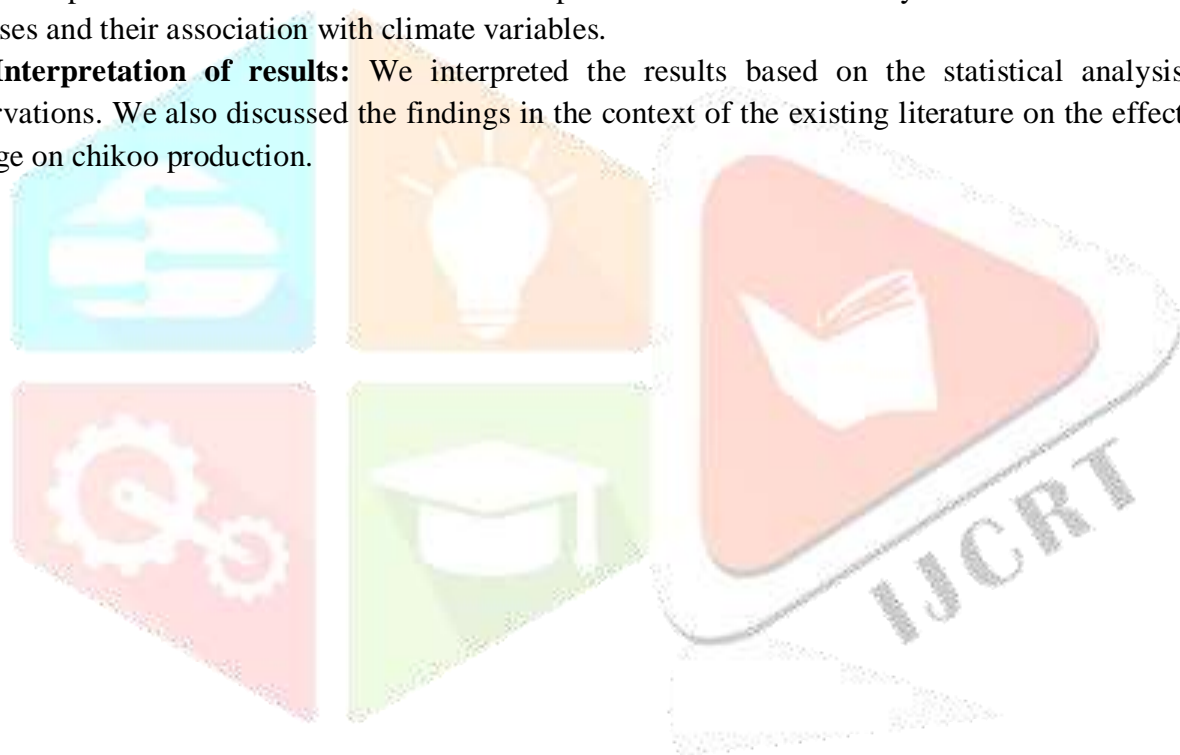 ses and their association with climate variables.
Interpretation of results: We interpreted the results based on the statistical analysis
rvations. We also discussed the findings in the context of the existing literature on the effect
ge on chikoo production.
IJCRT